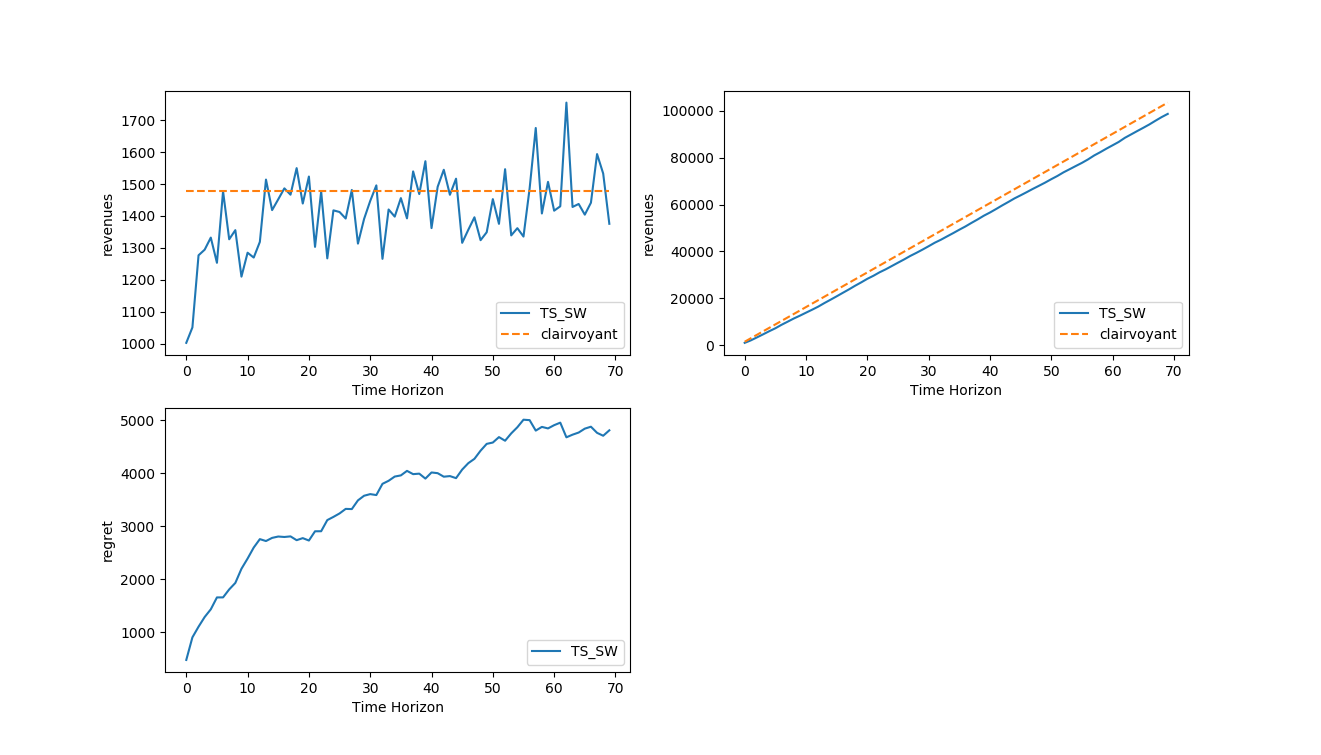 1700
1600
1500
1400
1300
1200
1100
1000
revenues
0 10 20 30 40 50 60 70
Time Horizon
TS_SW
clairvoyant
100000
80000
60000
40000
20000
0
revenues
0 10 20 30 40 50 60 70
Time Horizon
TS_SW
clairvoyant
5000
4000
3000
2000
1000
regret
0 10 20 30 40 50 60 70
Time Horizon
TS_SW